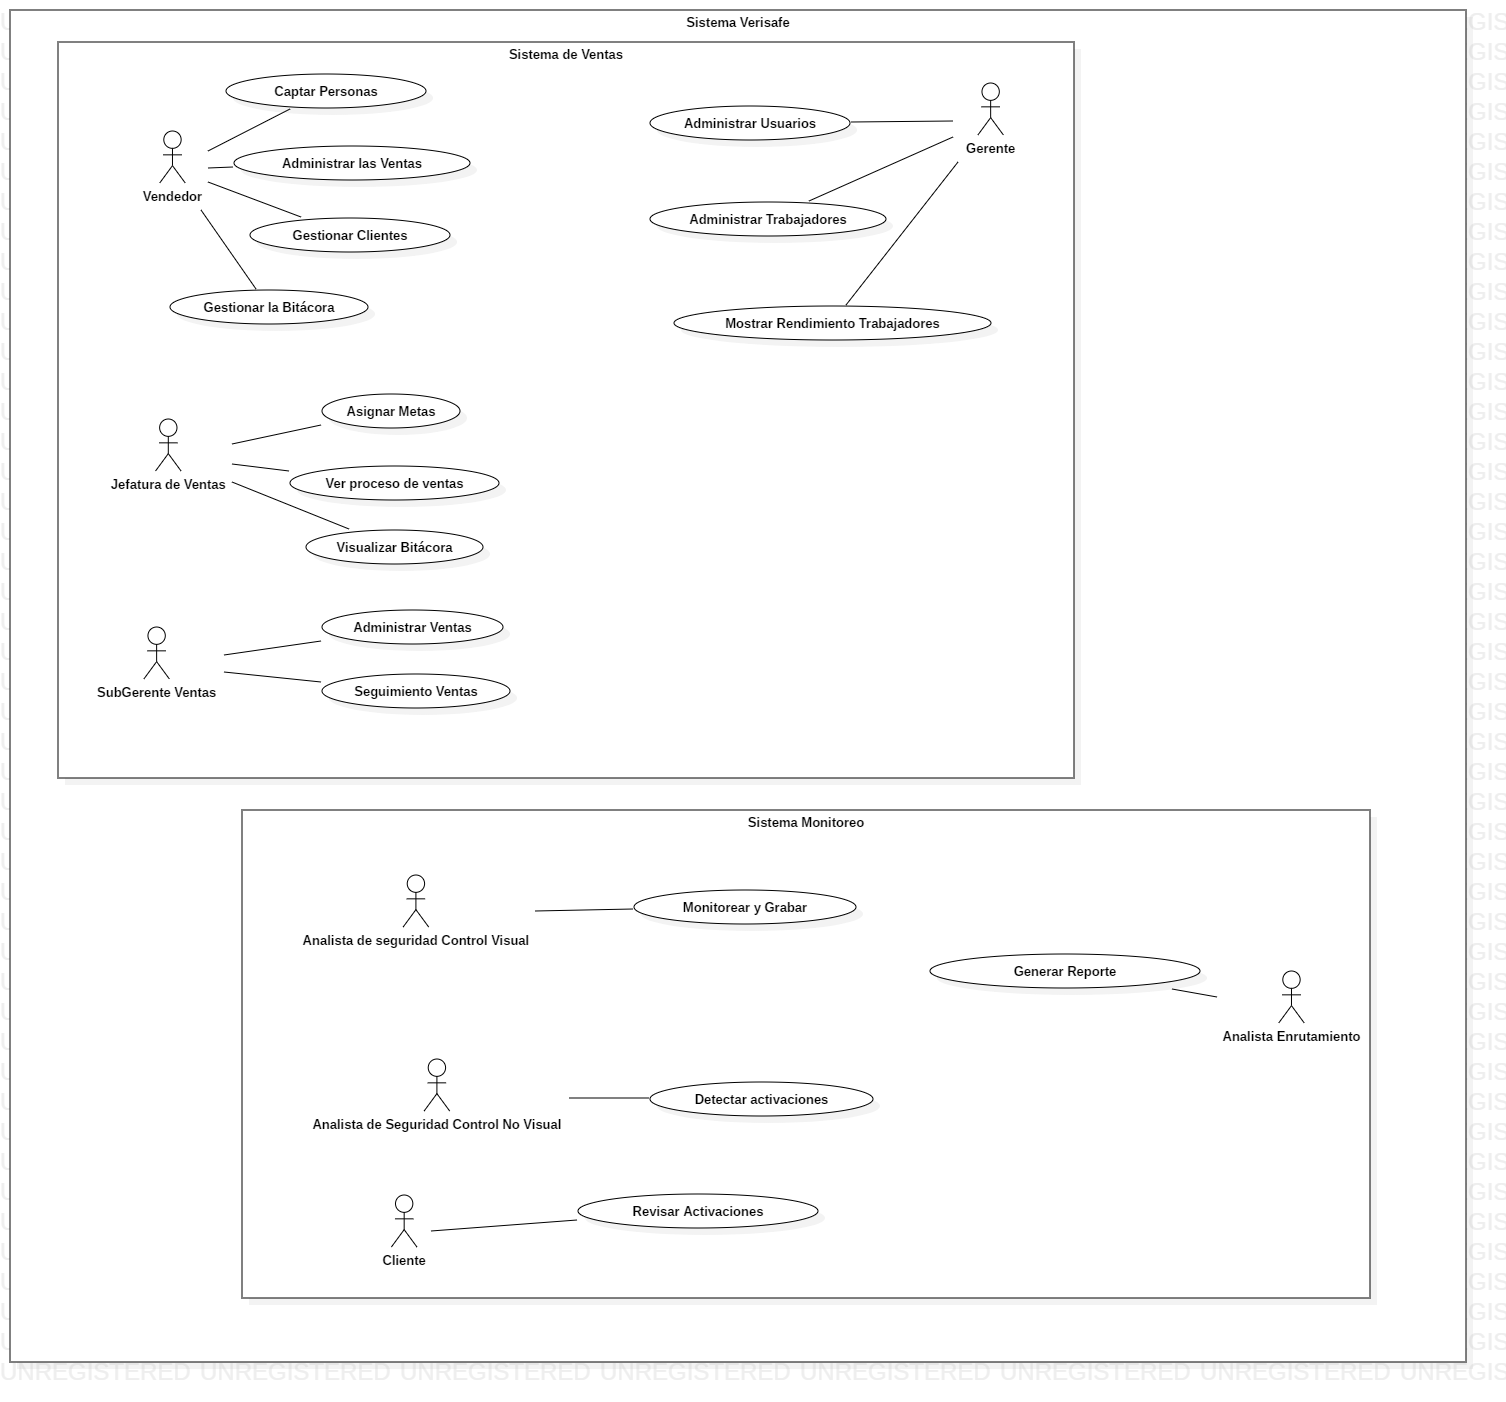 Sistema Verisafe
Sistema de Ventas
Captar Personas
Administrar las Ventas
Vendedor
Gestionar Clientes
Gestionar la Bitácora
Administrar Usuarios
Gerente
Administrar Trabajadores
Mostrar Rendimiento Trabajadores
Asignar Metas
Jefatura de Ventas
Ver proceso de ventas
Visualizar Bitácora
Administrar Ventas
SubGerente Ventas
Seguimiento Ventas
Sistema Monitoreo
Monitorear y Grabar
Analista de seguridad Control Visual
Generar Reporte
Analista Enrutamiento
Detectar activaciones
Analista de Seguridad Control No Visual
Revisar Activaciones
Cliente
UNREGISTERED UNREGISTERED UNREGISTERED UNREGISTERED UNREGISTERED UNREGISTERED UNREGISTERED UNREGIS